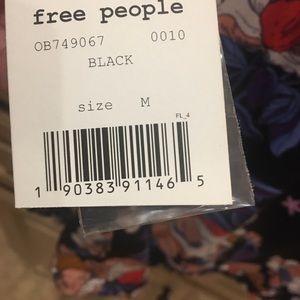 free people
OB749067 0010
BLACK
size M
FL_4
1 90383 91146 5